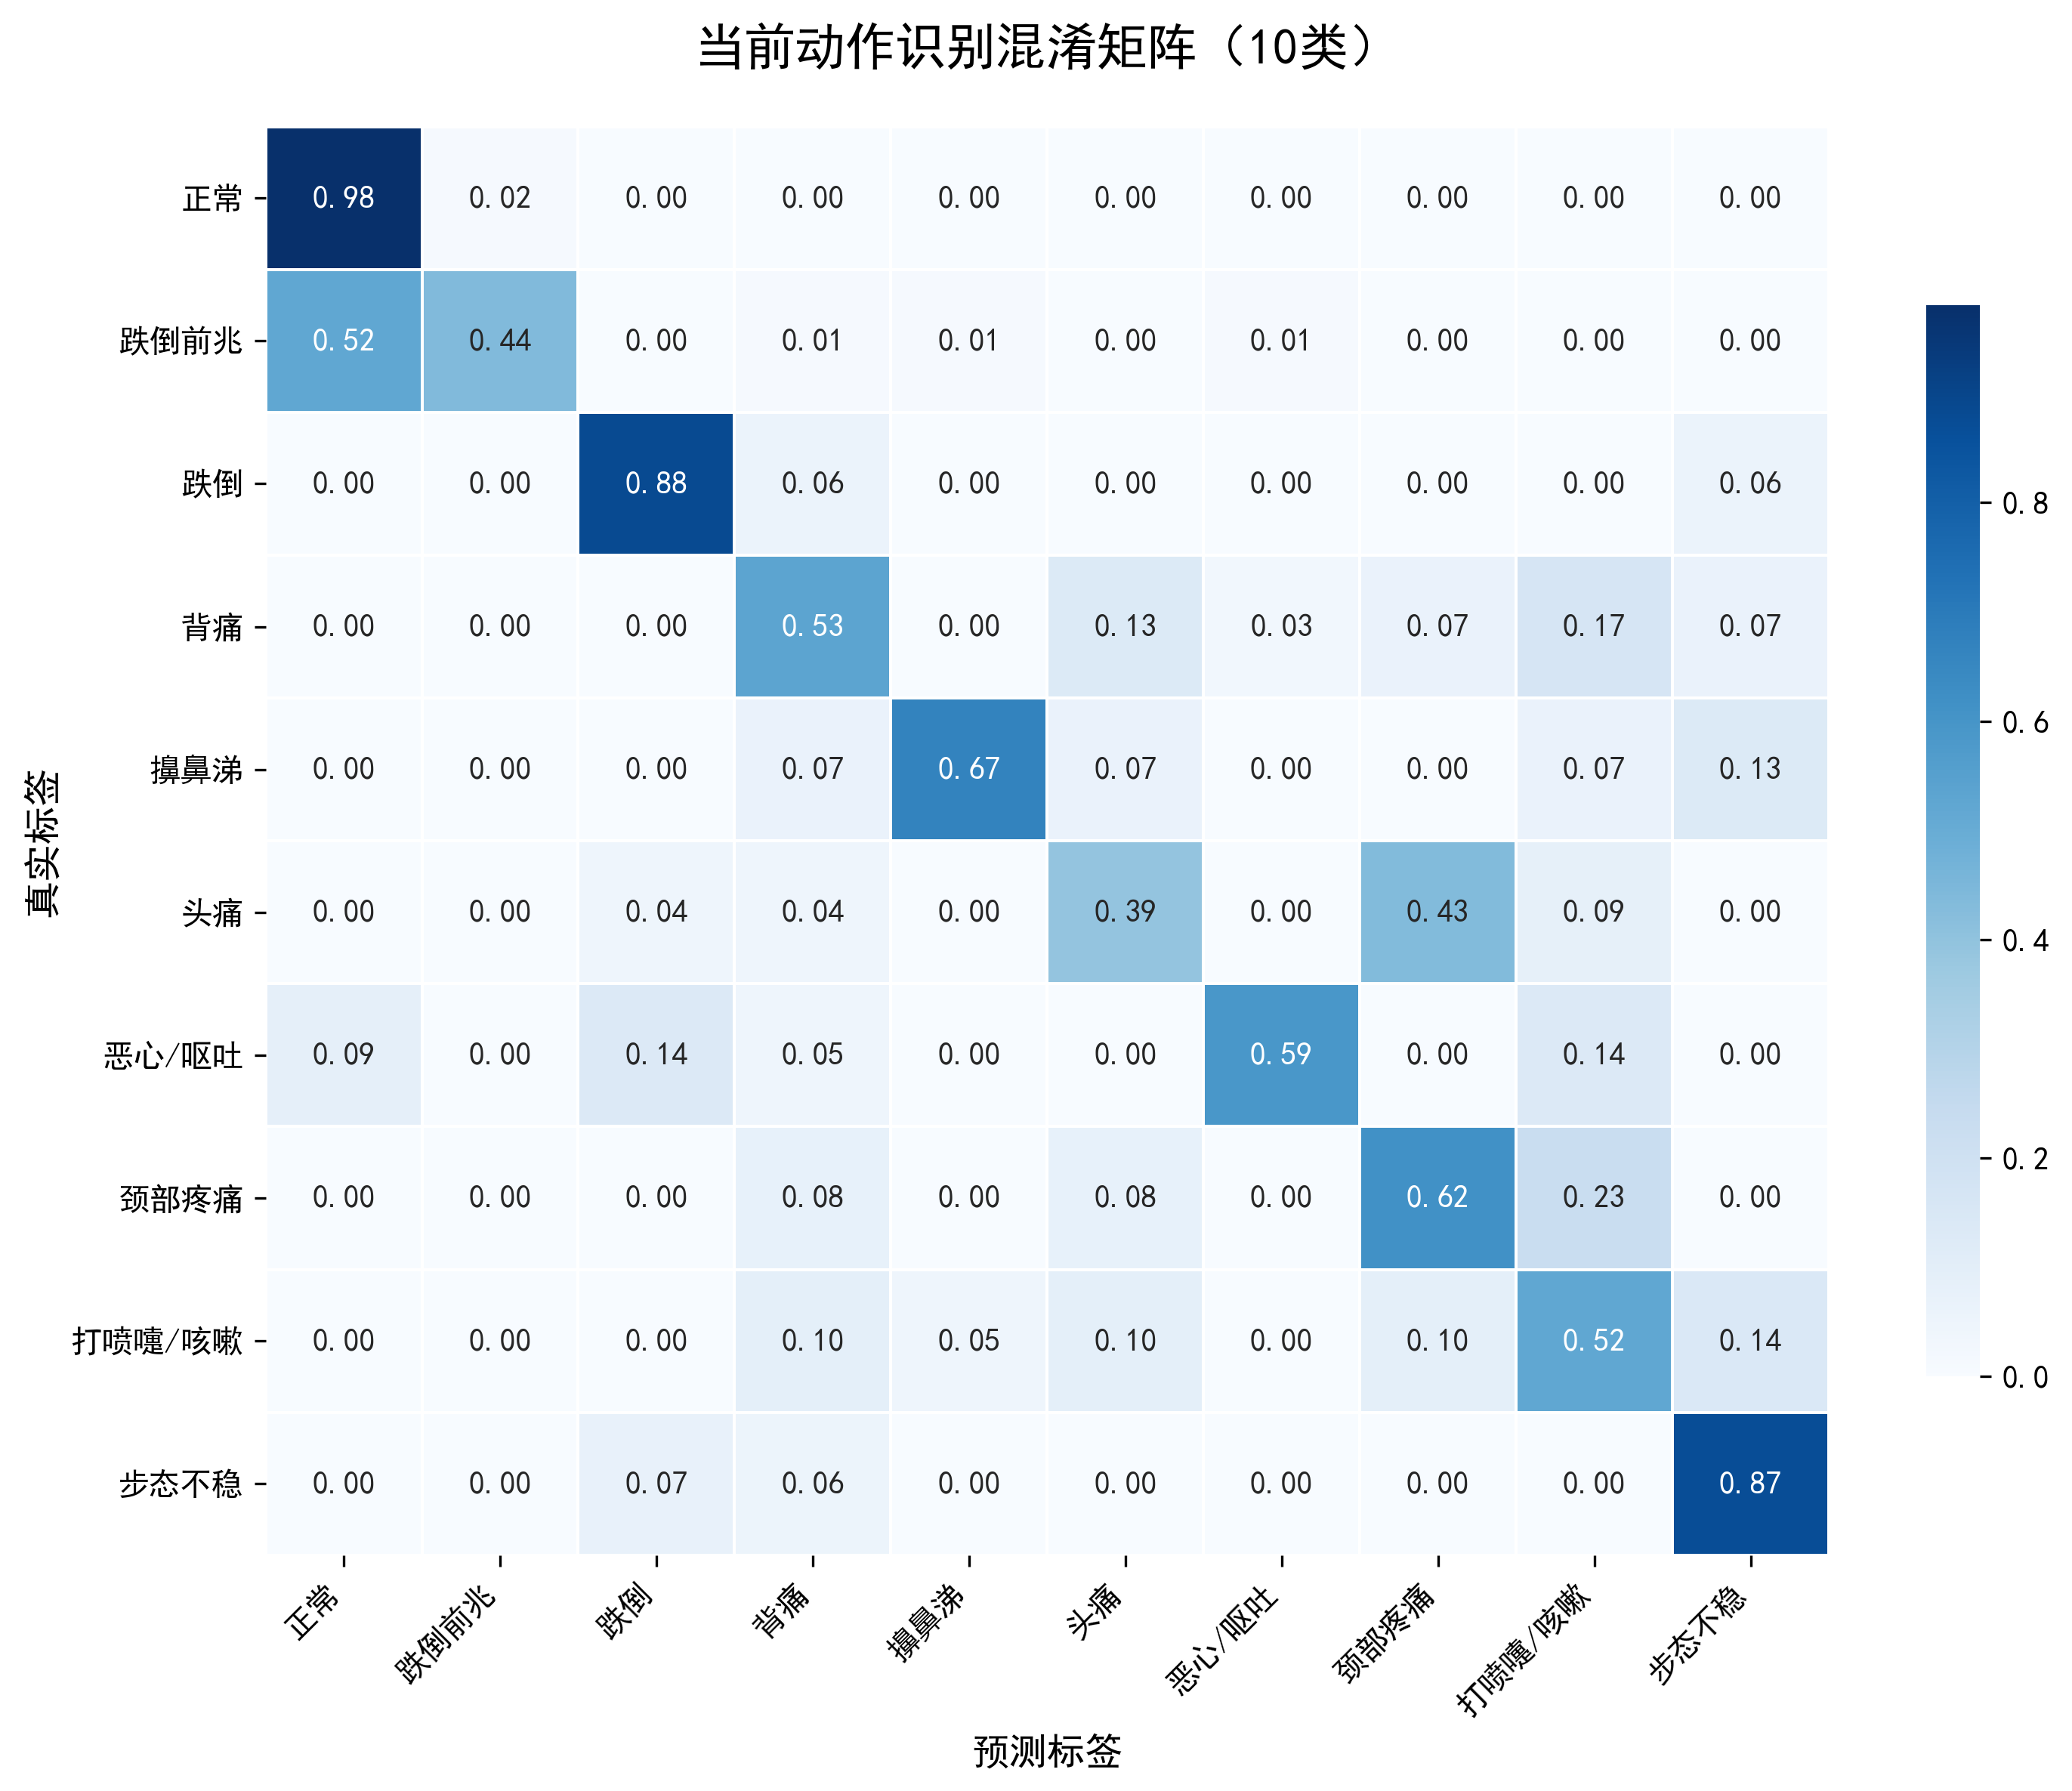 当前动作识别混淆矩阵（10类）
正常 0.98 0.02 0.00 0.00 0.00 0.00 0.00 0.00 0.00 0.00
跌倒前兆 0.52 0.44 0.00 0.01 0.01 0.00 0.01 0.00 0.00 0.00
跌倒 0.00 0.00 0.88 0.06 0.00 0.00 0.00 0.00 0.00 0.06
背痛 0.00 0.00 0.00 0.53 0.00 0.13 0.03 0.07 0.17 0.07
擤鼻涕 0.00 0.00 0.00 0.07 0.67 0.07 0.00 0.00 0.07 0.13
头痛 0.00 0.00 0.04 0.04 0.00 0.39 0.00 0.43 0.09 0.00
恶心/呕吐 0.09 0.00 0.14 0.05 0.00 0.00 0.59 0.00 0.14 0.00
颈部疼痛 0.00 0.00 0.00 0.08 0.00 0.08 0.00 0.62 0.23 0.00
打喷嚏/咳嗽 0.00 0.00 0.00 0.10 0.05 0.10 0.00 0.10 0.52 0.14
步态不稳 0.00 0.00 0.07 0.06 0.00 0.00 0.00 0.00 0.00 0.87
正常 跌倒前兆 跌倒 背痛 擤鼻涕 头痛 恶心/呕吐 颈部疼痛 打喷嚏/咳嗽 步态不稳
预测标签
真实标签
0.8
0.6
0.4
0.2
0.0